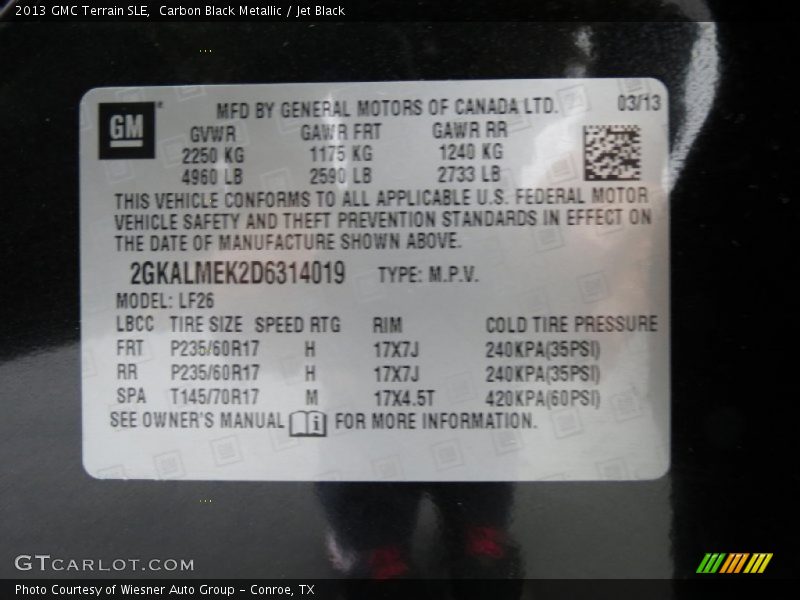 2013 GMC Terrain SLE,  Carbon Black Metallic / Jet Black
GM
MFD BY GENERAL MOTORS OF CANADA LTD. 03/13
GVWR GAWR FRT GAWR RR
2250 KG 1175 KG 1240 KG
4960 LB 2590 LB 2733 LB
THIS VEHICLE CONFORMS TO ALL APPLICABLE U.S. FEDERAL MOTOR
VEHICLE SAFETY AND THEFT PREVENTION STANDARDS IN EFFECT ON
THE DATE OF MANUFACTURE SHOWN ABOVE.
2GKALMEK2D6314019 TYPE: M.P.V.
MODEL: LF26
LBCC TIRE SIZE SPEED RTG RIM COLD TIRE PRESSURE
FRT P235/60R17 H 17X7J 240KPA(35PSI)
RR P235/60R17 H 17X7J 240KPA(35PSI)
SPA T145/70R17 M 17X4.5T 420KPA(60PSI)
SEE OWNER'S MANUAL i FOR MORE INFORMATION.
GTCARLOT.COM
Photo Courtesy of Wiesner Auto Group - Conroe, TX